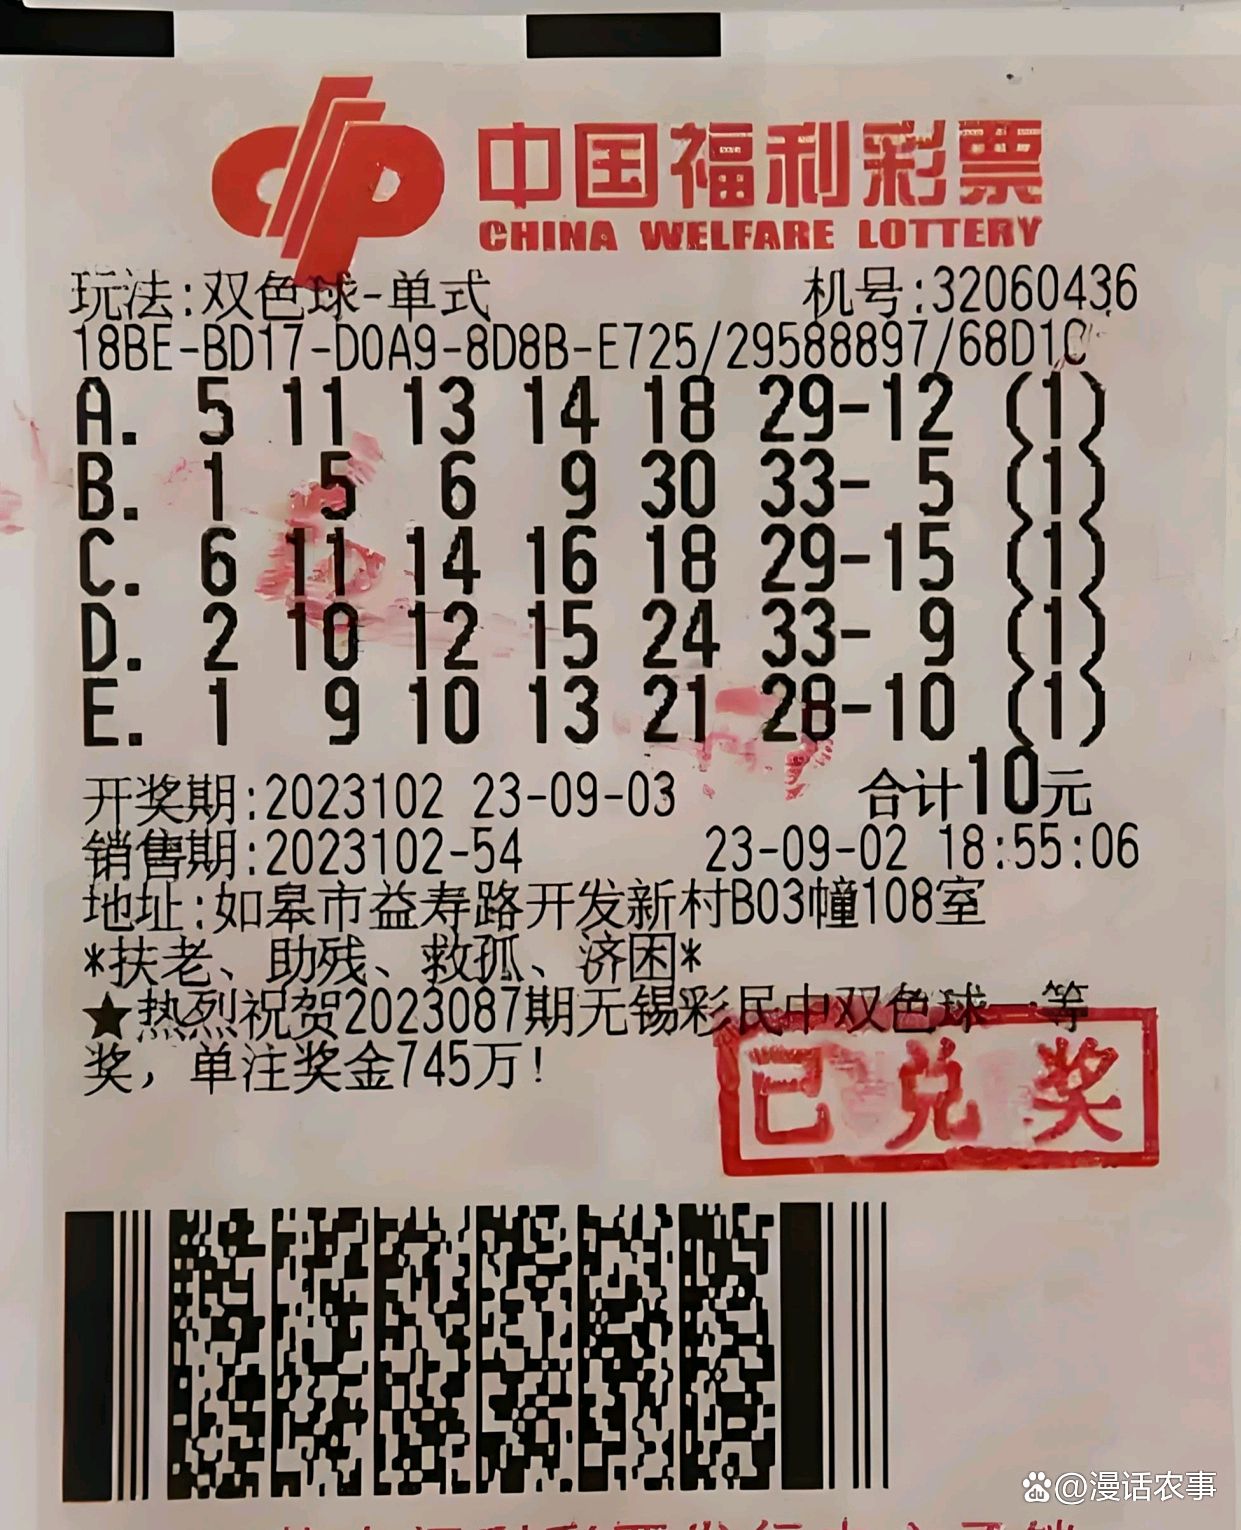 中国福利彩票
CHINA WELFARE LOTTERY
玩法:双色球-单式 机号:32060436
18BE-BD17-D0A9-8D8B-E725/29588897/68D1C
A. 5 11 13 14 18 29-12 (1)
B. 1 5 6 9 30 33- 5 (1)
C. 6 11 14 16 18 29-15 (1)
D. 2 10 12 15 24 33- 9 (1)
E. 1 9 10 13 21 28-10 (1)
开奖期:2023102 23-09-03 合计10元
销售期:2023102-54 23-09-02 18:55:06
地址:如皋市益寿路开发新村B03幢108室
*扶老、助残、救孤、济困*
★热烈祝贺2023087期无锡彩民中双色球一等
奖，单注奖金745万!
已兑奖
du @漫话农事